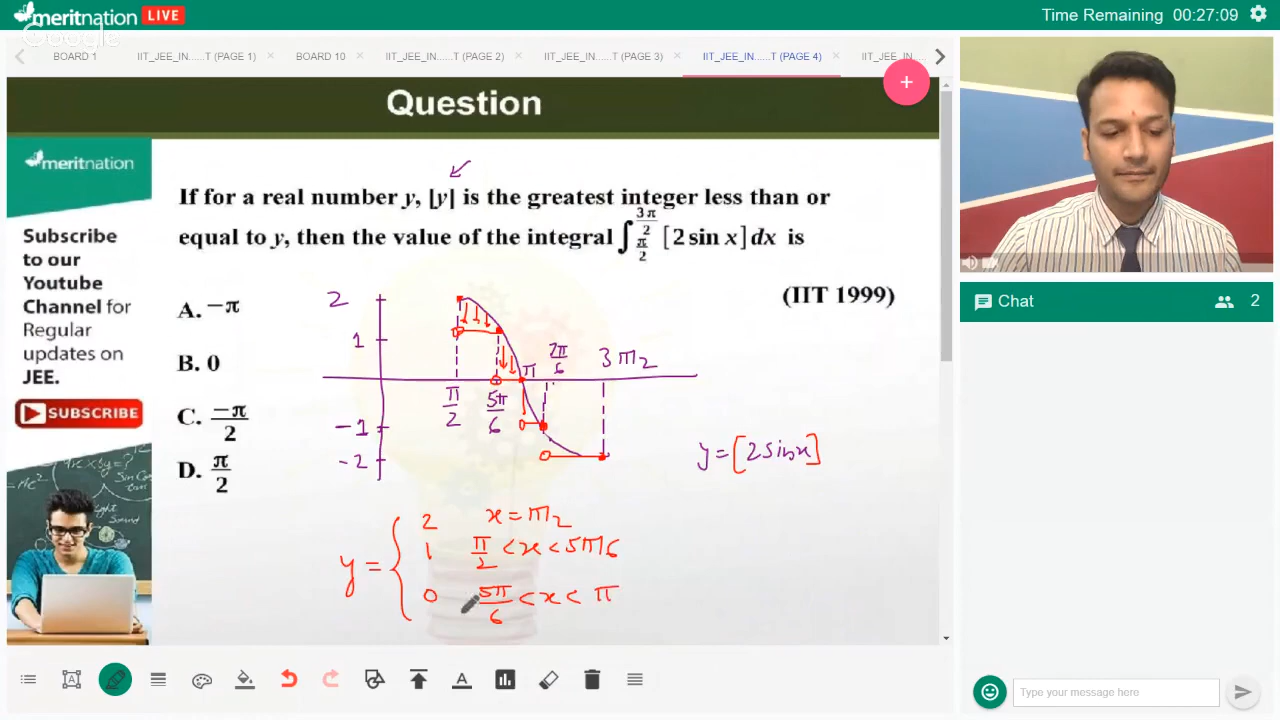 meritnation LIVE
Google
Time Remaining 00:27:09
BOARD 1
IIT_JEE_IN......T (PAGE 1)
BOARD 10
IIT_JEE_IN......T (PAGE 2)
IIT_JEE_IN......T (PAGE 3)
IIT_JEE_IN......T (PAGE 4)
IIT_JEE_IN......
Question
meritnation
Subscribe
to our
Youtube
Channel for
Regular
updates on
JEE.
SUBSCRIBE
If for a real number y, [y] is the greatest integer less than or
equal to y, then the value of the integral ∫ π/2 3π/2 [2 sin x] dx is
(IIT 1999)
A. −π
B. 0
C. −π/2
D. π/2
2
1
-1
-2
π/2
5π/6
π
7π/6
3π/2
y = [2 sin x]
y = {
2 x = π/2
1 π/2 < x < 5π/6
0 5π/6 < x < π
Chat
2
Type your message here